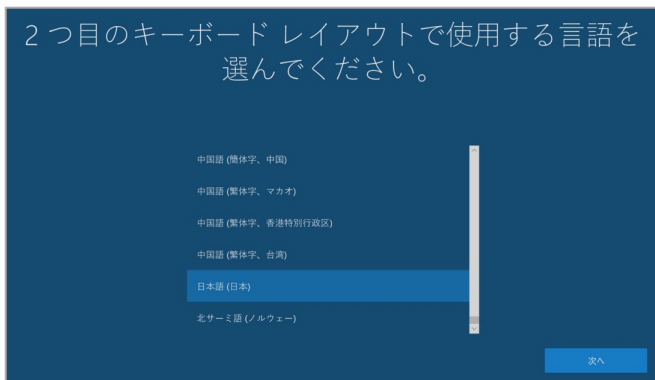 2 つ目のキーボード レイアウトで使用する言語を
選んでください。
中国語 (簡体字、中国)
中国語 (繁体字、マカオ)
中国語 (繁体字、香港特別行政区)
中国語 (繁体字、台湾)
日本語 (日本)
北サーミ語 (ノルウェー)
次へ